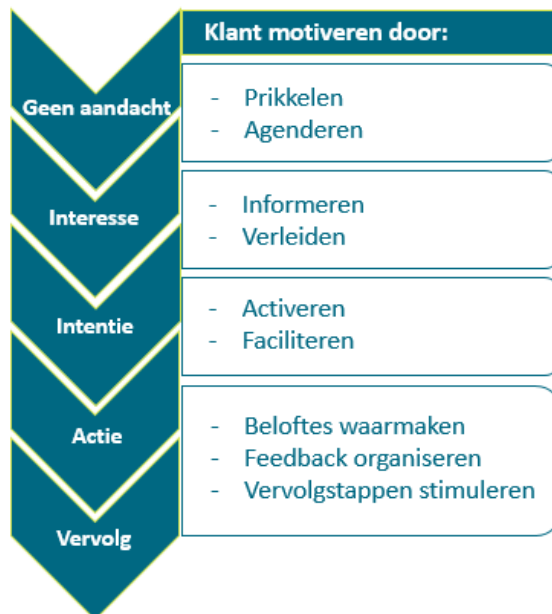 Klant motiveren door:
Geen aandacht
- Prikkelen
- Agenderen
Interesse
- Informeren
- Verleiden
Intentie
- Activeren
- Faciliteren
Actie
- Beloftes waarmaken
- Feedback organiseren
- Vervolgstappen stimuleren
Vervolg